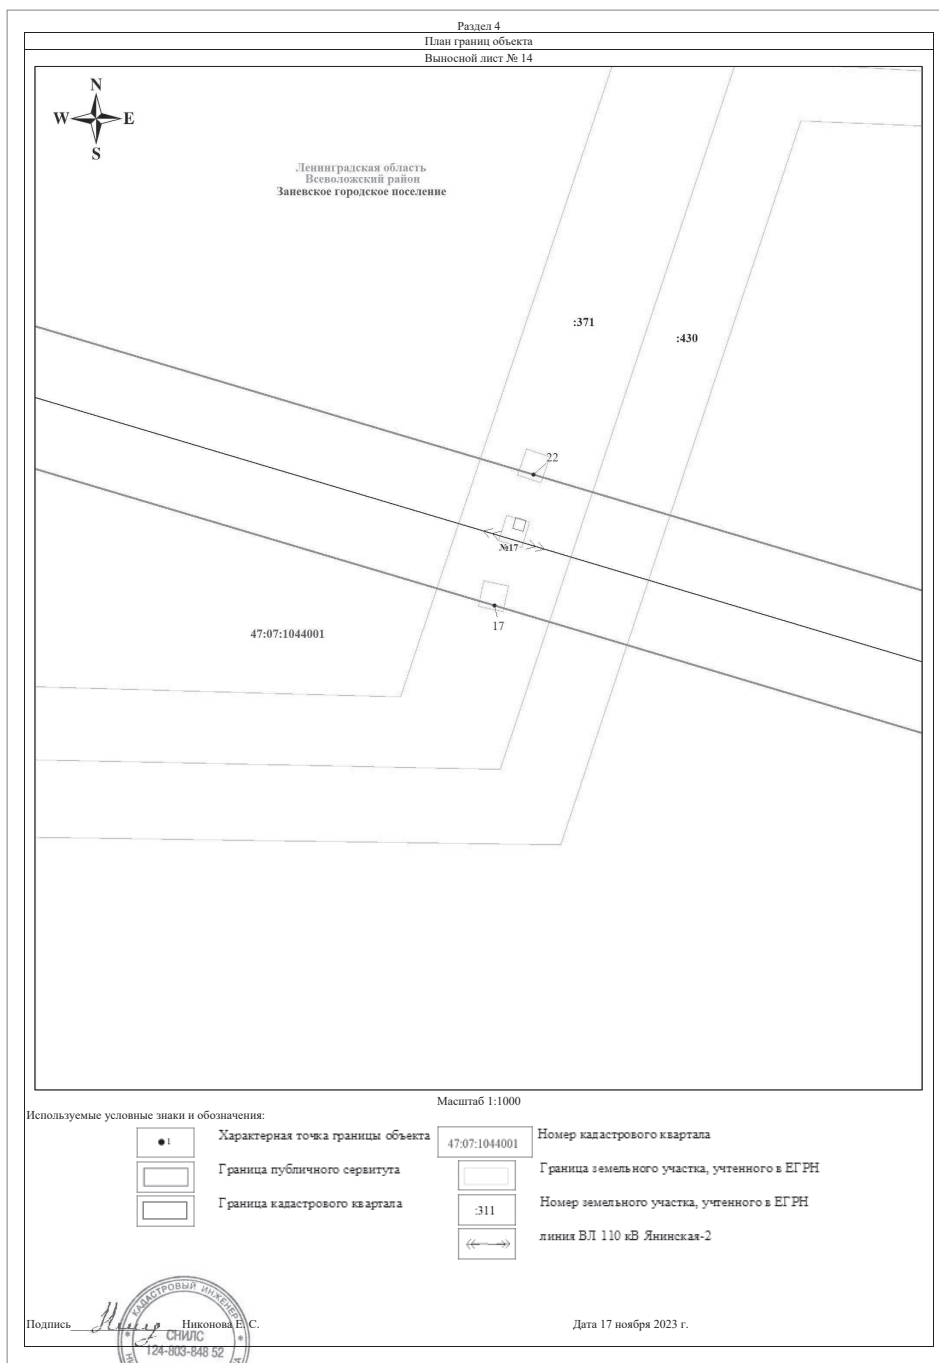 Раздел 4
План границ объекта
Выносной лист № 14
N
W E
S
Ленинградская область
Всеволожский район
Заневское городское поселение
:371
:430
22
№17
17
47:07:1044001
Масштаб 1:1000
Используемые условные знаки и обозначения:
1 Характерная точка границы объекта
Граница публичного сервитута
Граница кадастрового квартала
47:07:1044001 Номер кадастрового квартала
Граница земельного участка, учтенного в ЕГРН
:311 Номер земельного участка, учтенного в ЕГРН
линия ВЛ 110 кВ Янинская-2
Подпись Никонова Е. С.
Дата 17 ноября 2023 г.
КАДАСТРОВЫЙ ИНЖЕНЕР
СНИЛС
124-803-848 52